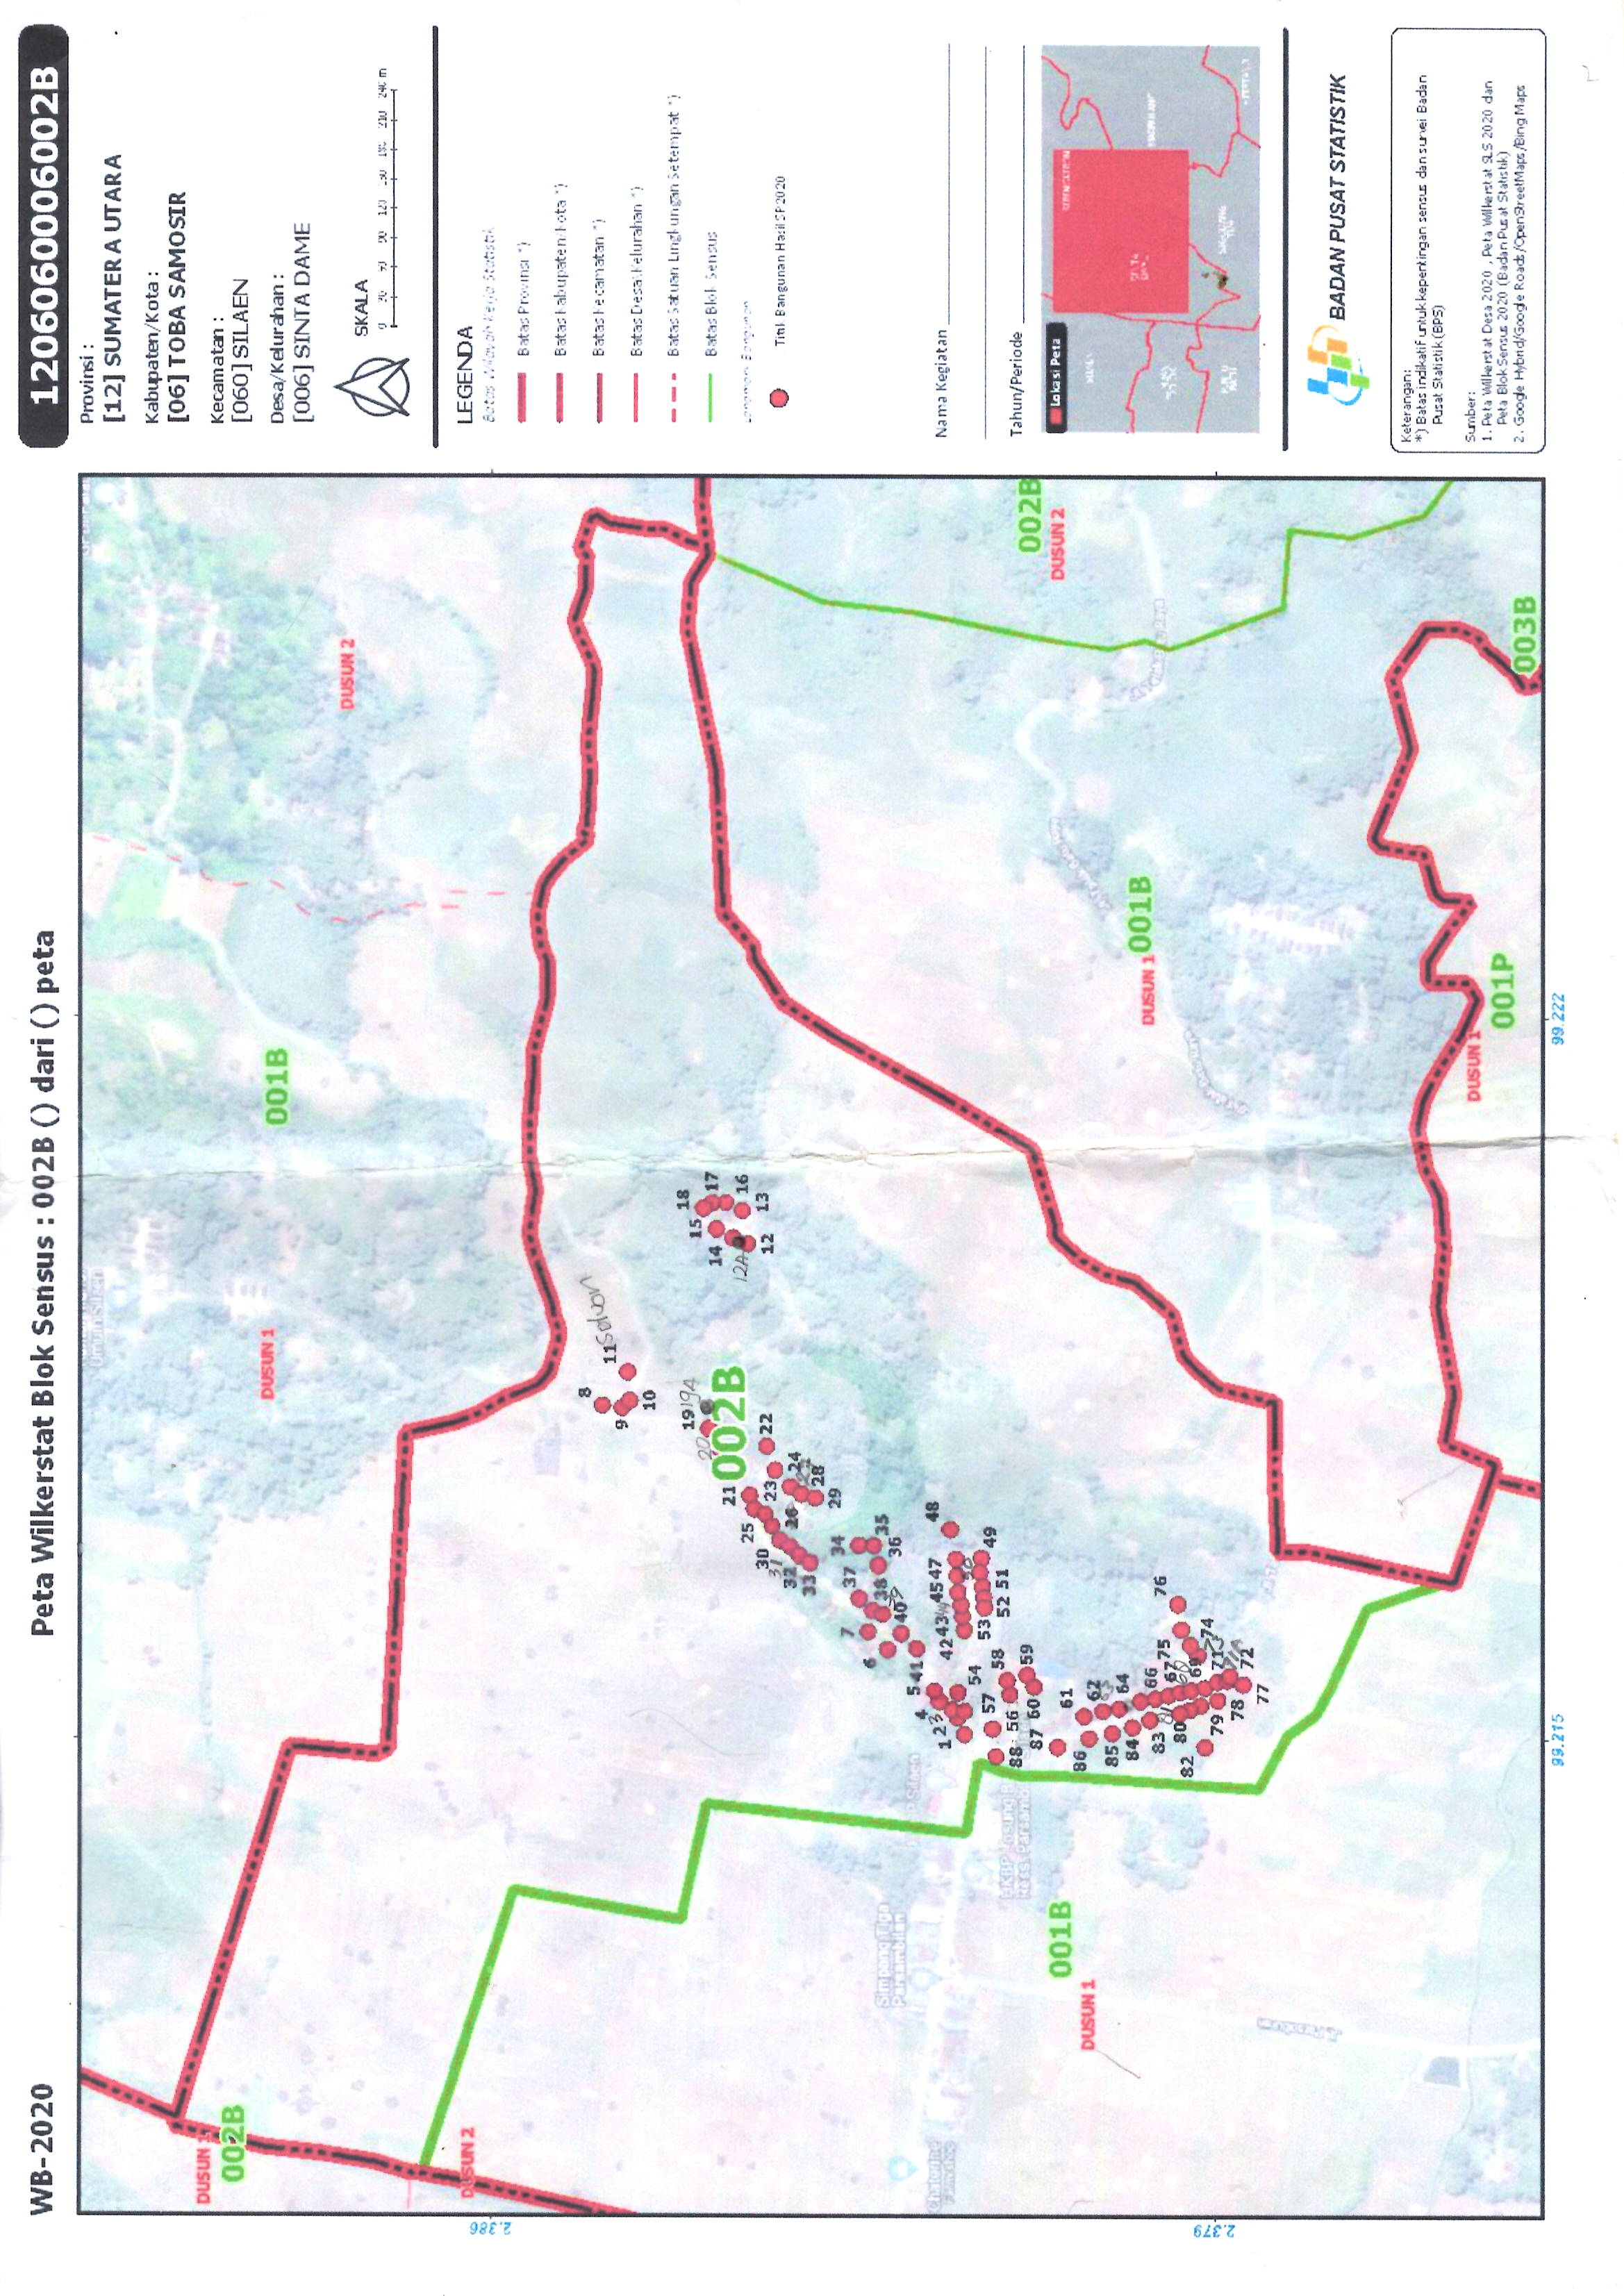 WB-2020
Peta Wilkerstat Blok Sensus : 002B () dari () peta
1206060006002B
Provinsi :
[12] SUMATERA UTARA
Kabupaten/Kota :
[06] TOBA SAMOSIR
Kecamatan :
[060] SILAEN
Desa/Kelurahan :
[006] SINTA DAME
SKALA
0 30 60 90 120 150 180 210 240 m
LEGENDA
Batas Wilayah Kerja Statistik
Batas Provinsi *)
Batas Kabupaten/Kota *)
Batas Kecamatan *)
Batas Desa/Kelurahan *)
Batas Satuan Lingkungan Setempat *)
Batas Blok Sensus
Titik Bangunan Hasil SP2020
Nama Kegiatan
Tahun/Periode
Lokasi Peta
BADAN PUSAT STATISTIK
Keterangan:
*) Batas indikatif untuk kepentingan sensus dan survei Badan
Pusat Statistik (BPS)
Sumber:
1. Peta Wilkerstat Desa 2020 , Peta Wilkerstat SLS 2020 dan
Peta Blok Sensus 2020 (Badan Pusat Statistik)
2. Google Hybrid/Google Roads/OpenStreetMaps/Bing Maps
Umum Silaen
DUSUN 1
002B
DUSUN 1
001B
DUSUN 2
DUSUN 2
2.386
8
11
9
10
19 19A
20
002B
18
15
14
17
12A
16
12
13
21
25
30
23
22
31
32
26
24
33
28
29
34
7
37
6
38
35
39
36
40
Simpang Tiga
Parsambilan
Chaterine
5 41
4
1 2 3
42 43 44 45 47
48
54
50
53
57
49
52 51
58
88
56
59
87
60
001B
DUSUN 1
61
86
62
85
63
64
84
66
83
81
75
76
67
80
82
69
74
79
71
73
71A
78
72
77
2.379
002B
DUSUN 2
DUSUN 1
001B
DUSUN 1
001P
003B
99.215
99.222